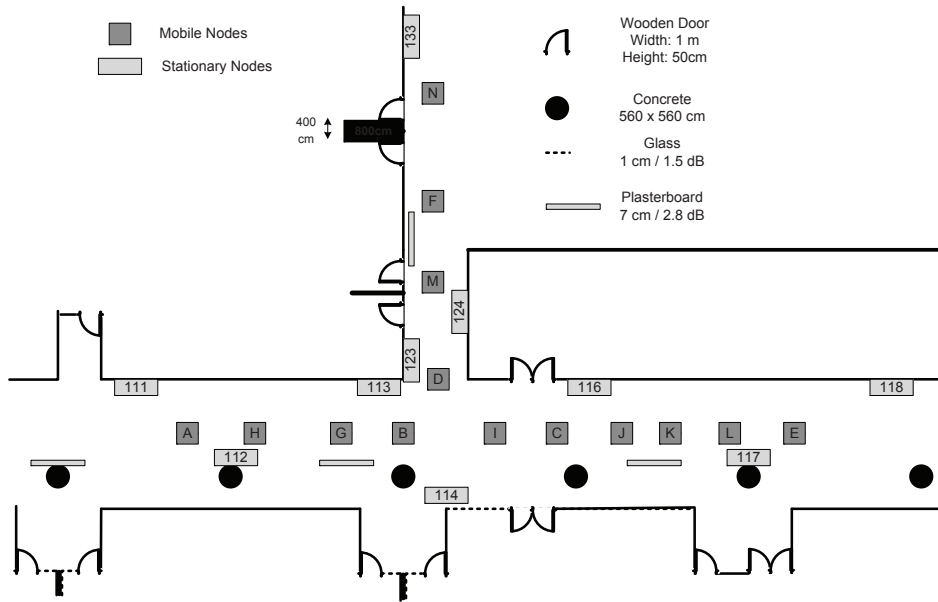 Mobile Nodes
Stationary Nodes
133
Wooden Door
Width: 1 m
Height: 50cm
N
400
cm
800cm
Concrete
560 x 560 cm
Glass
1 cm / 1.5 dB
F
Plasterboard
7 cm / 2.8 dB
M
124
123
D
111
113
116
118
A
H
G
B
I
C
J
K
L
E
112
117
114